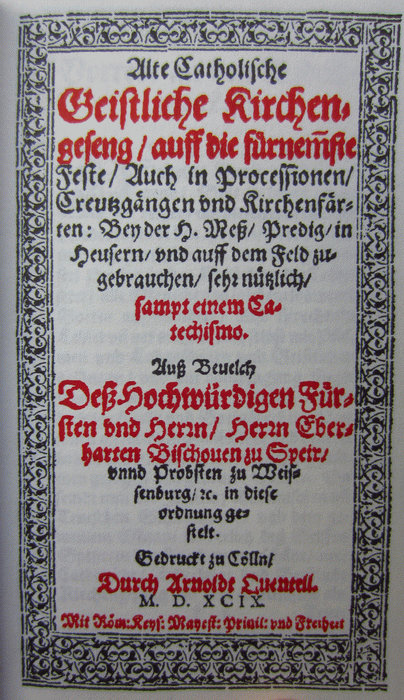 Alte Catholische
Geistliche Kirchen-
geseng / auff die fürnem̃ste
Feste / Auch in Processionen /
Creutzgängen vnd Kirchenfär-
ten: Bey der H. Meß / Predig / in
Heusern / vnd auff dem Feld zu-
gebrauchen / sehr nützlich /
sampt einem Ca-
techismo.
Auß Beuelch
Deß Hochwürdigen Für-
sten vnd Herrn / Herrn Eber-
harten Bischouen zu Speir /
vnnd Probsten zu Weis-
senburg / ꝛc. in diese
ordnung ge-
stelt.
Gedruckt zu Cölln /
Durch Arnoldt Quentell.
M. D. XCIX.
Mit Röm: Keys: Mayest: Priuil: vnd Freiheit